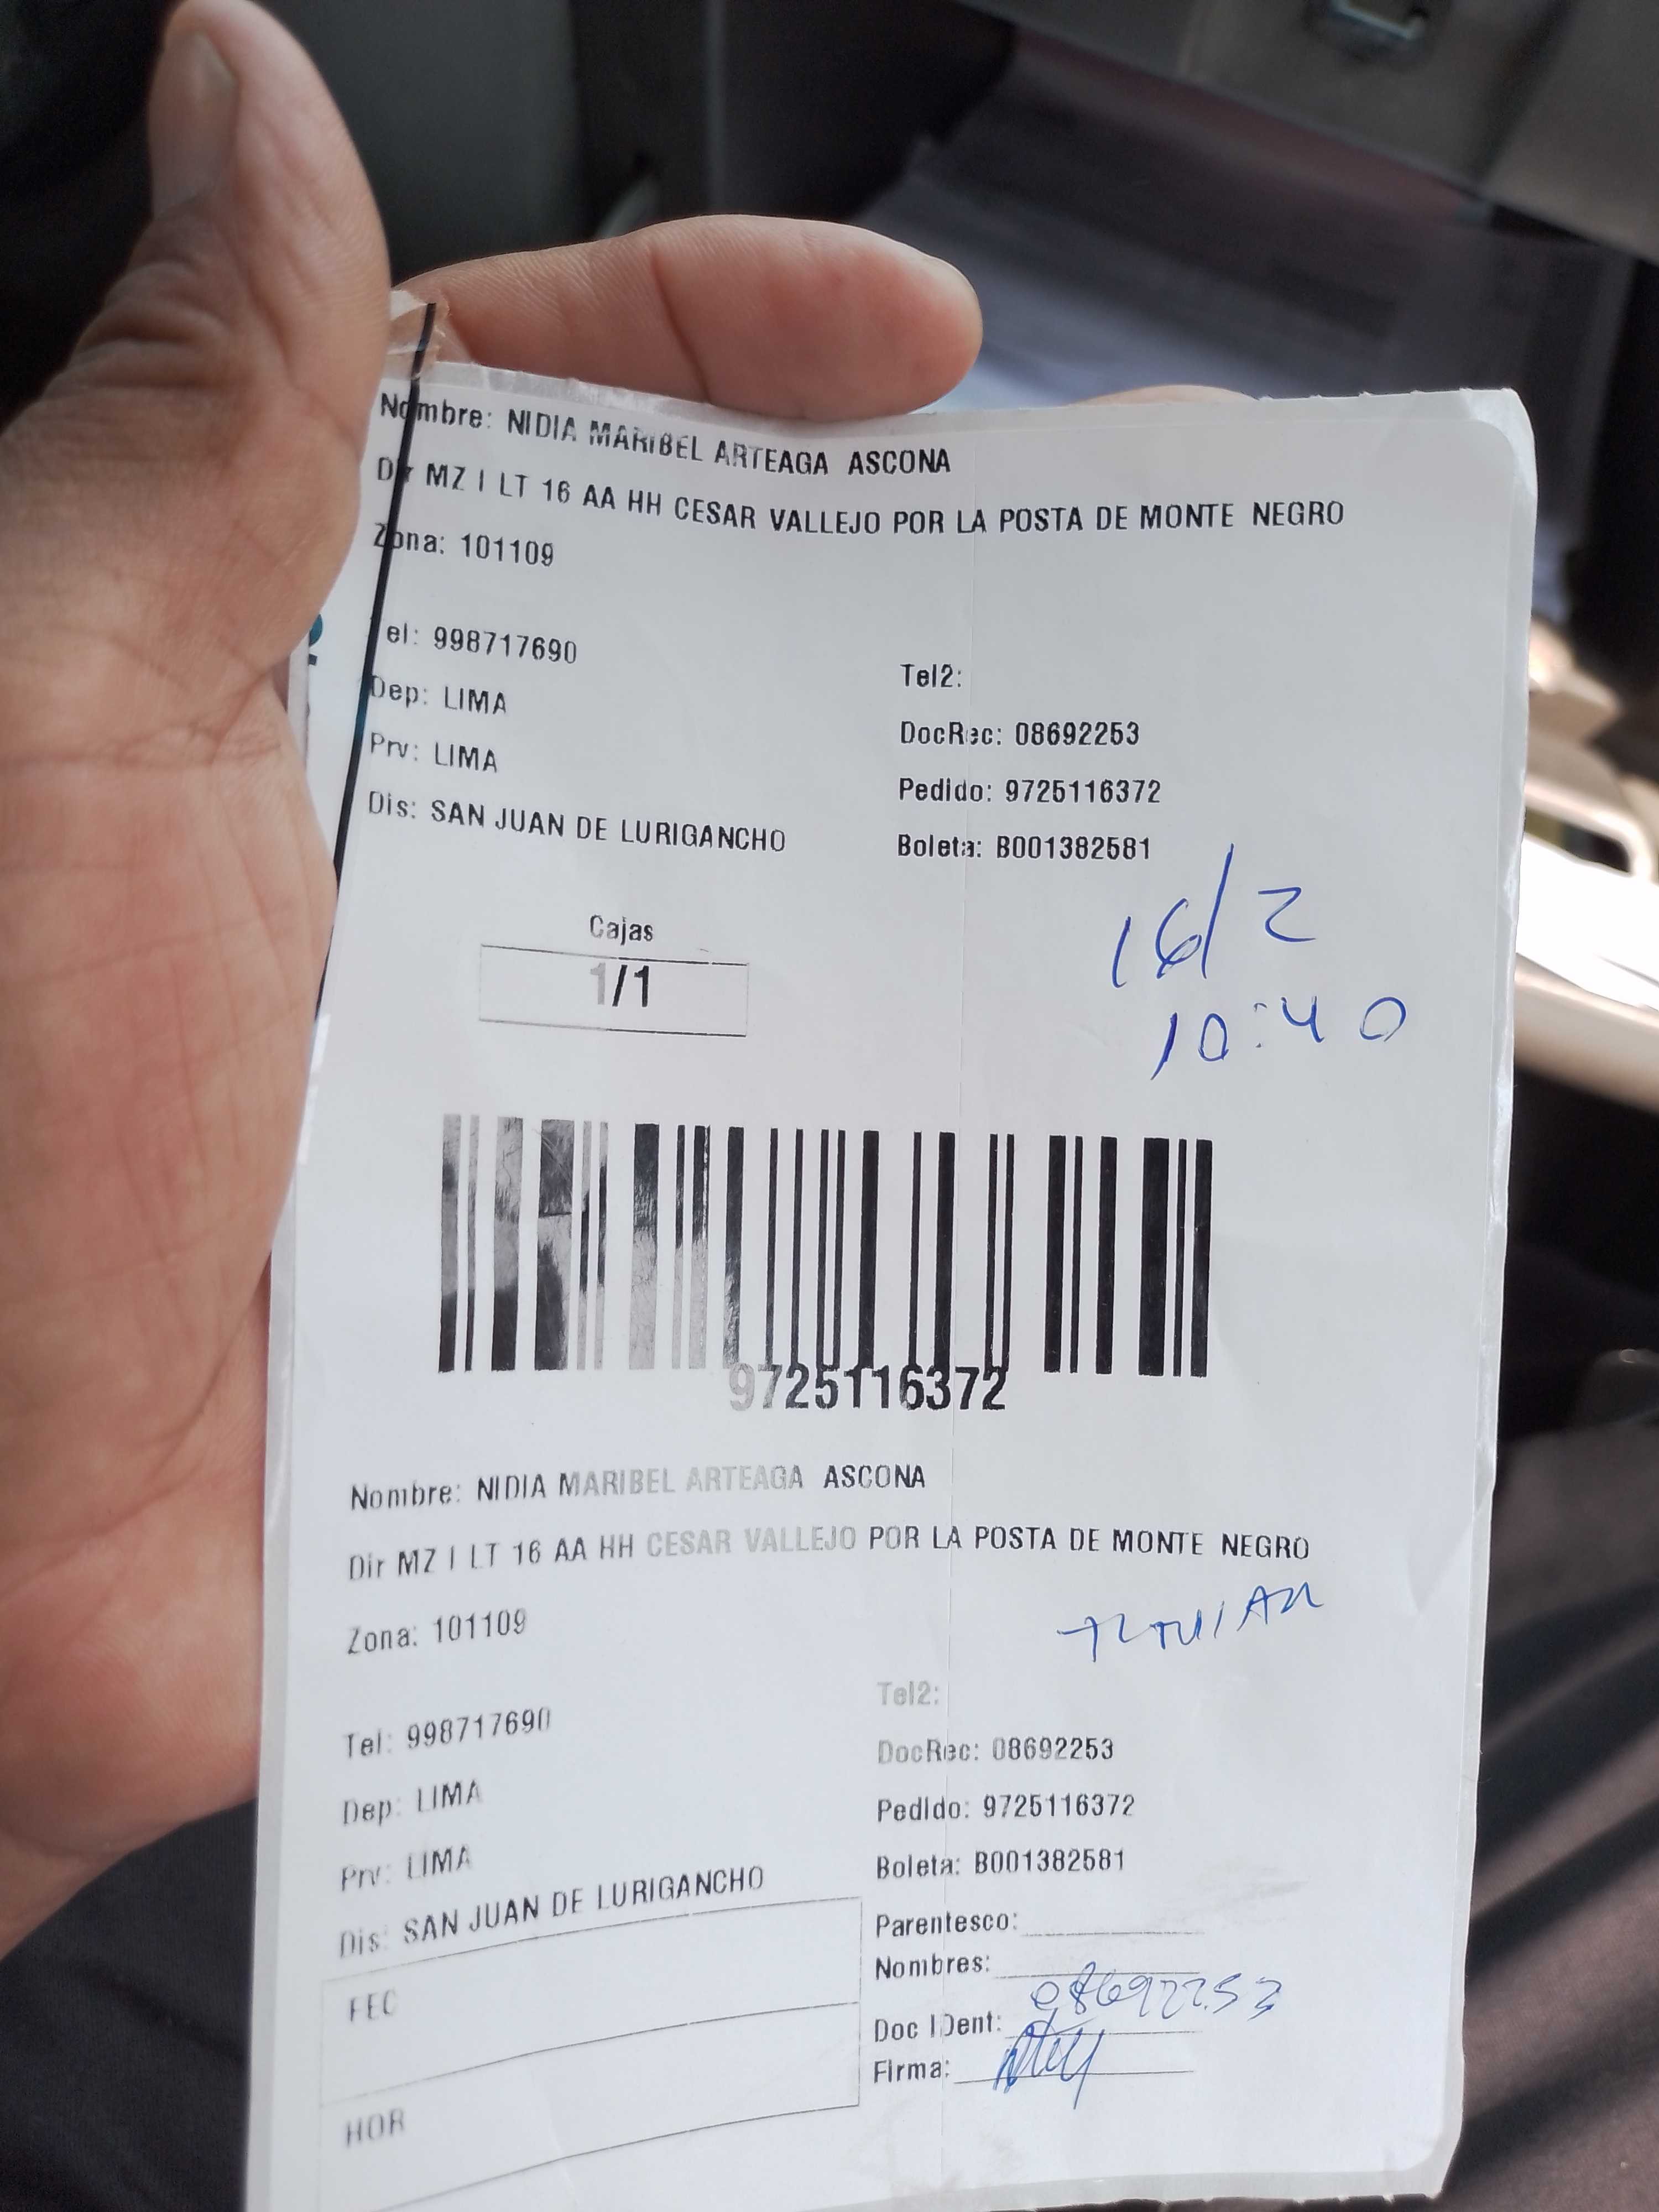 Nombre: NIDIA MARIBEL ARTEAGA ASCONA
Dir MZ I LT 16 AA HH CESAR VALLEJO POR LA POSTA DE MONTE NEGRO
Zona: 101109
Tel: 998717690
Tel2:
Dep: LIMA
DocRec: 08692253
Prv: LIMA
Pedido: 9725116372
Dis: SAN JUAN DE LURIGANCHO
Boleta: B001382581
16/2
Cajas
1/1
10:40
9725116372
Nombre: NIDIA MARIBEL ARTEAGA ASCONA
Dir MZ I LT 16 AA HH CESAR VALLEJO POR LA POSTA DE MONTE NEGRO
Zona: 101109
Tel2:
Tel: 998717690
DocRec: 08692253
Dep: LIMA
Pedido: 9725116372
Prv: LIMA
Boleta: B001382581
Dis: SAN JUAN DE LURIGANCHO
Parentesco:
Nombres:
FEC
Doc IDent: 08692253
Firma:
HOR